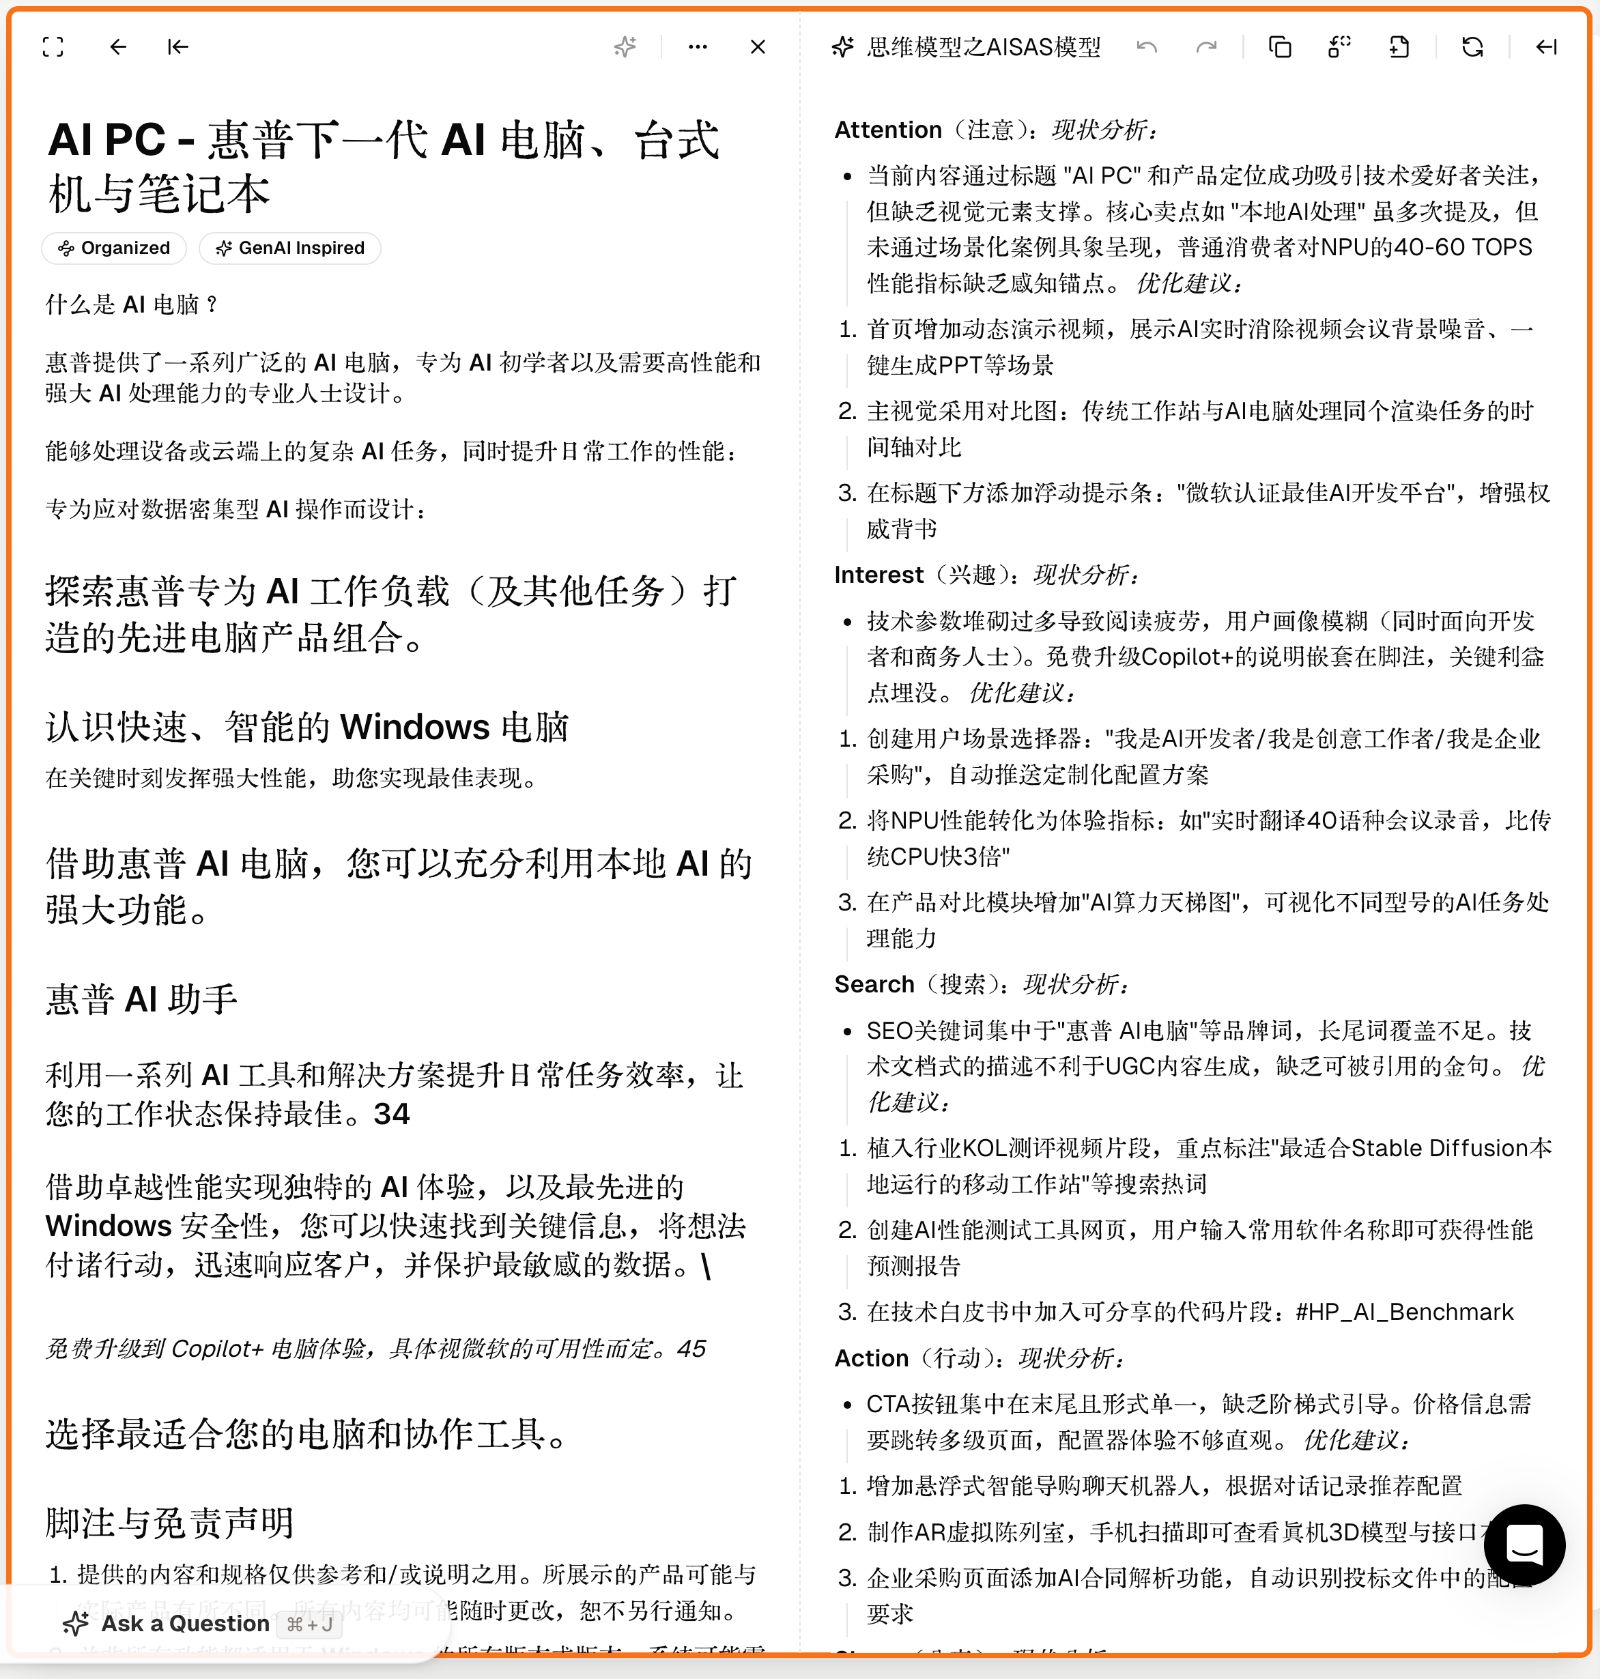 AI PC - 惠普下一代 AI 电脑、台式
机与笔记本
Organized
GenAI Inspired
什么是 AI 电脑？
惠普提供了一系列广泛的 AI 电脑，专为 AI 初学者以及需要高性能和
强大 AI 处理能力的专业人士设计。
能够处理设备或云端上的复杂 AI 任务，同时提升日常工作的性能：
专为应对数据密集型 AI 操作而设计：
探索惠普专为 AI 工作负载（及其他任务）打
造的先进电脑产品组合。
认识快速、智能的 Windows 电脑
在关键时刻发挥强大性能，助您实现最佳表现。
借助惠普 AI 电脑，您可以充分利用本地 AI 的
强大功能。
惠普 AI 助手
利用一系列 AI 工具和解决方案提升日常任务效率，让
您的工作状态保持最佳。34
借助卓越性能实现独特的 AI 体验，以及最先进的
Windows 安全性，您可以快速找到关键信息，将想法
付诸行动，迅速响应客户，并保护最敏感的数据。\
免费升级到 Copilot+ 电脑体验，具体视微软的可用性而定。45
选择最适合您的电脑和协作工具。
脚注与免责声明
1. 提供的内容和规格仅供参考和/或说明之用。所展示的产品可能与
实际产品有所不同。所有内容均可能随时更改，恕不另行通知。
Ask a Question ⌘+J
思维模型之AISAS模型
Attention（注意）：现状分析：
• 当前内容通过标题 "AI PC" 和产品定位成功吸引技术爱好者关注，
但缺乏视觉元素支撑。核心卖点如 "本地AI处理" 虽多次提及，但
未通过场景化案例具象呈现，普通消费者对NPU的40-60 TOPS
性能指标缺乏感知锚点。 优化建议：
1. 首页增加动态演示视频，展示AI实时消除视频会议背景噪音、一
键生成PPT等场景
2. 主视觉采用对比图：传统工作站与AI电脑处理同个渲染任务的时
间轴对比
3. 在标题下方添加浮动提示条："微软认证最佳AI开发平台"，增强权
威背书
Interest（兴趣）：现状分析：
• 技术参数堆砌过多导致阅读疲劳，用户画像模糊（同时面向开发
者和商务人士）。免费升级Copilot+的说明嵌套在脚注，关键利益
点埋没。 优化建议：
1. 创建用户场景选择器："我是AI开发者/我是创意工作者/我是企业
采购"，自动推送定制化配置方案
2. 将NPU性能转化为体验指标：如"实时翻译40语种会议录音，比传
统CPU快3倍"
3. 在产品对比模块增加"AI算力天梯图"，可视化不同型号的AI任务处
理能力
Search（搜索）：现状分析：
• SEO关键词集中于"惠普 AI电脑"等品牌词，长尾词覆盖不足。技
术文档式的描述不利于UGC内容生成，缺乏可被引用的金句。 优
化建议：
1. 植入行业KOL测评视频片段，重点标注"最适合Stable Diffusion本
地运行的移动工作站"等搜索热词
2. 创建AI性能测试工具网页，用户输入常用软件名称即可获得性能
预测报告
3. 在技术白皮书中加入可分享的代码片段：#HP_AI_Benchmark
Action（行动）：现状分析：
• CTA按钮集中在末尾且形式单一，缺乏阶梯式引导。价格信息需
要跳转多级页面，配置器体验不够直观。 优化建议：
1. 增加悬浮式智能导购聊天机器人，根据对话记录推荐配置
2. 制作AR虚拟陈列室，手机扫描即可查看真机3D模型与接口
3. 企业采购页面添加AI合同解析功能，自动识别投标文件中的配置
要求